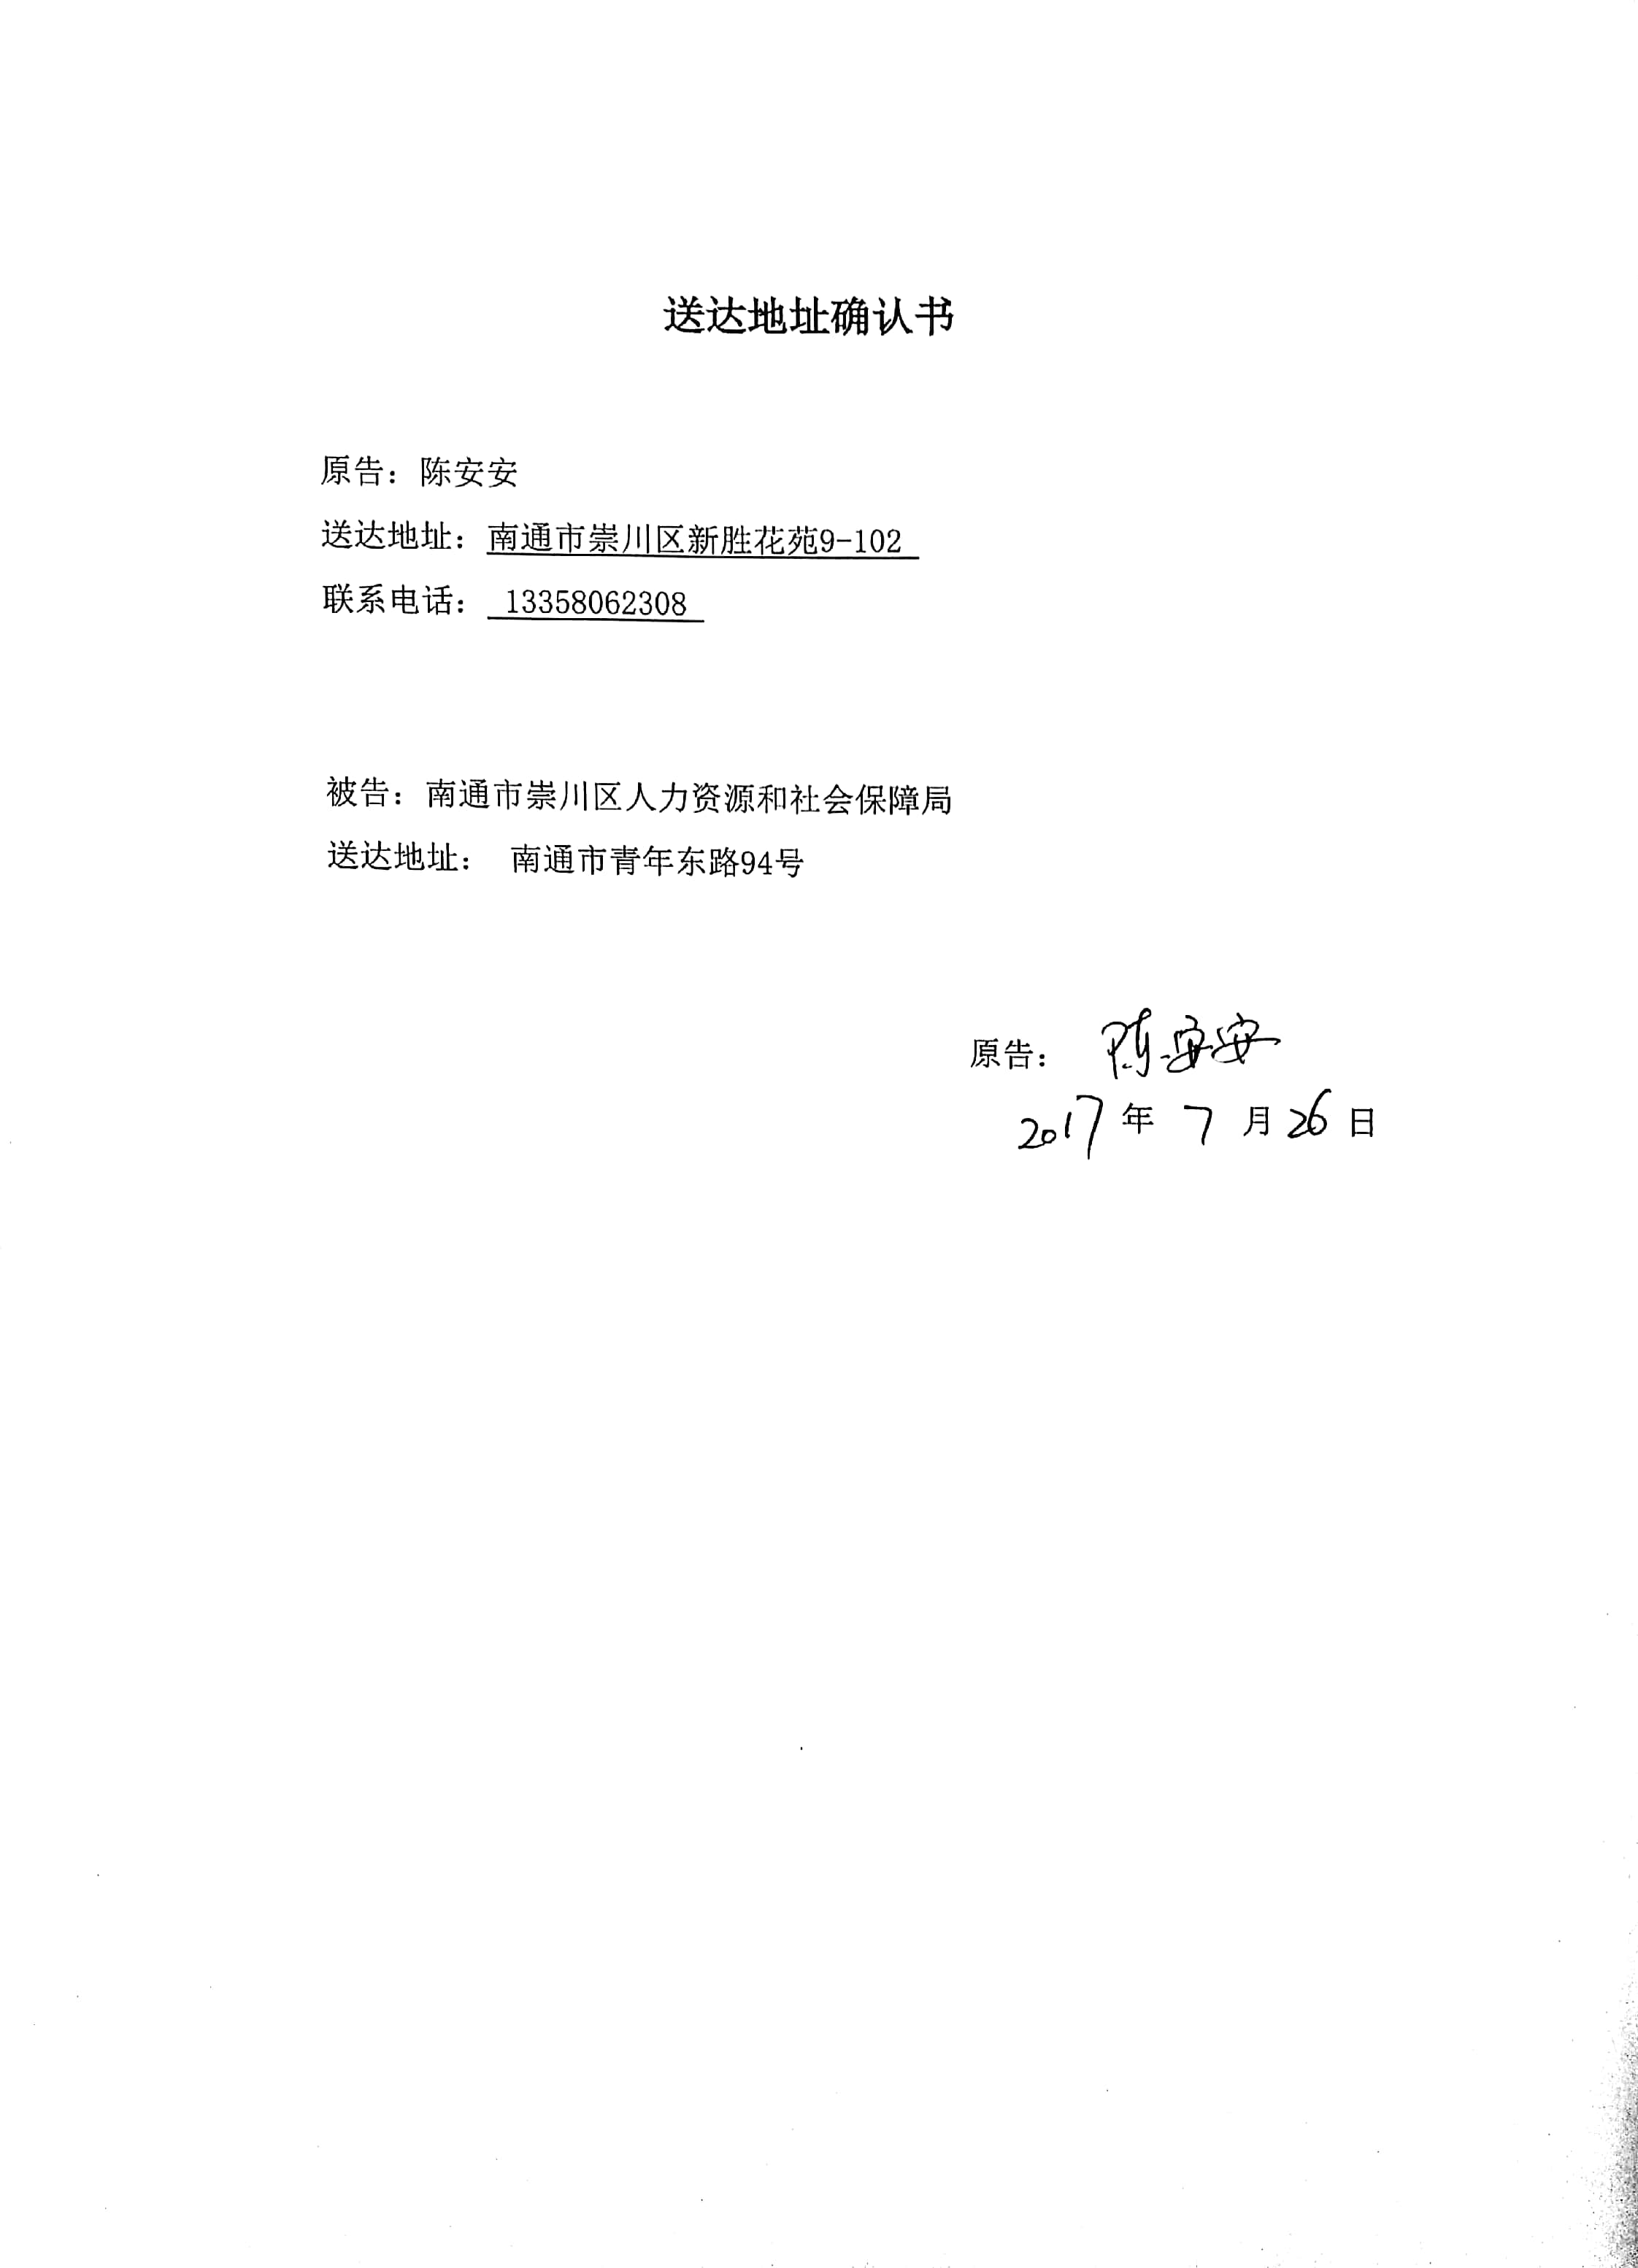 送达地址确认书
原告：陈安安
送达地址：南通市崇川区新胜花苑9-102
联系电话：13358062308
被告：南通市崇川区人力资源和社会保障局
送达地址： 南通市青年东路94号
原告：陈安安
2017年7月26日